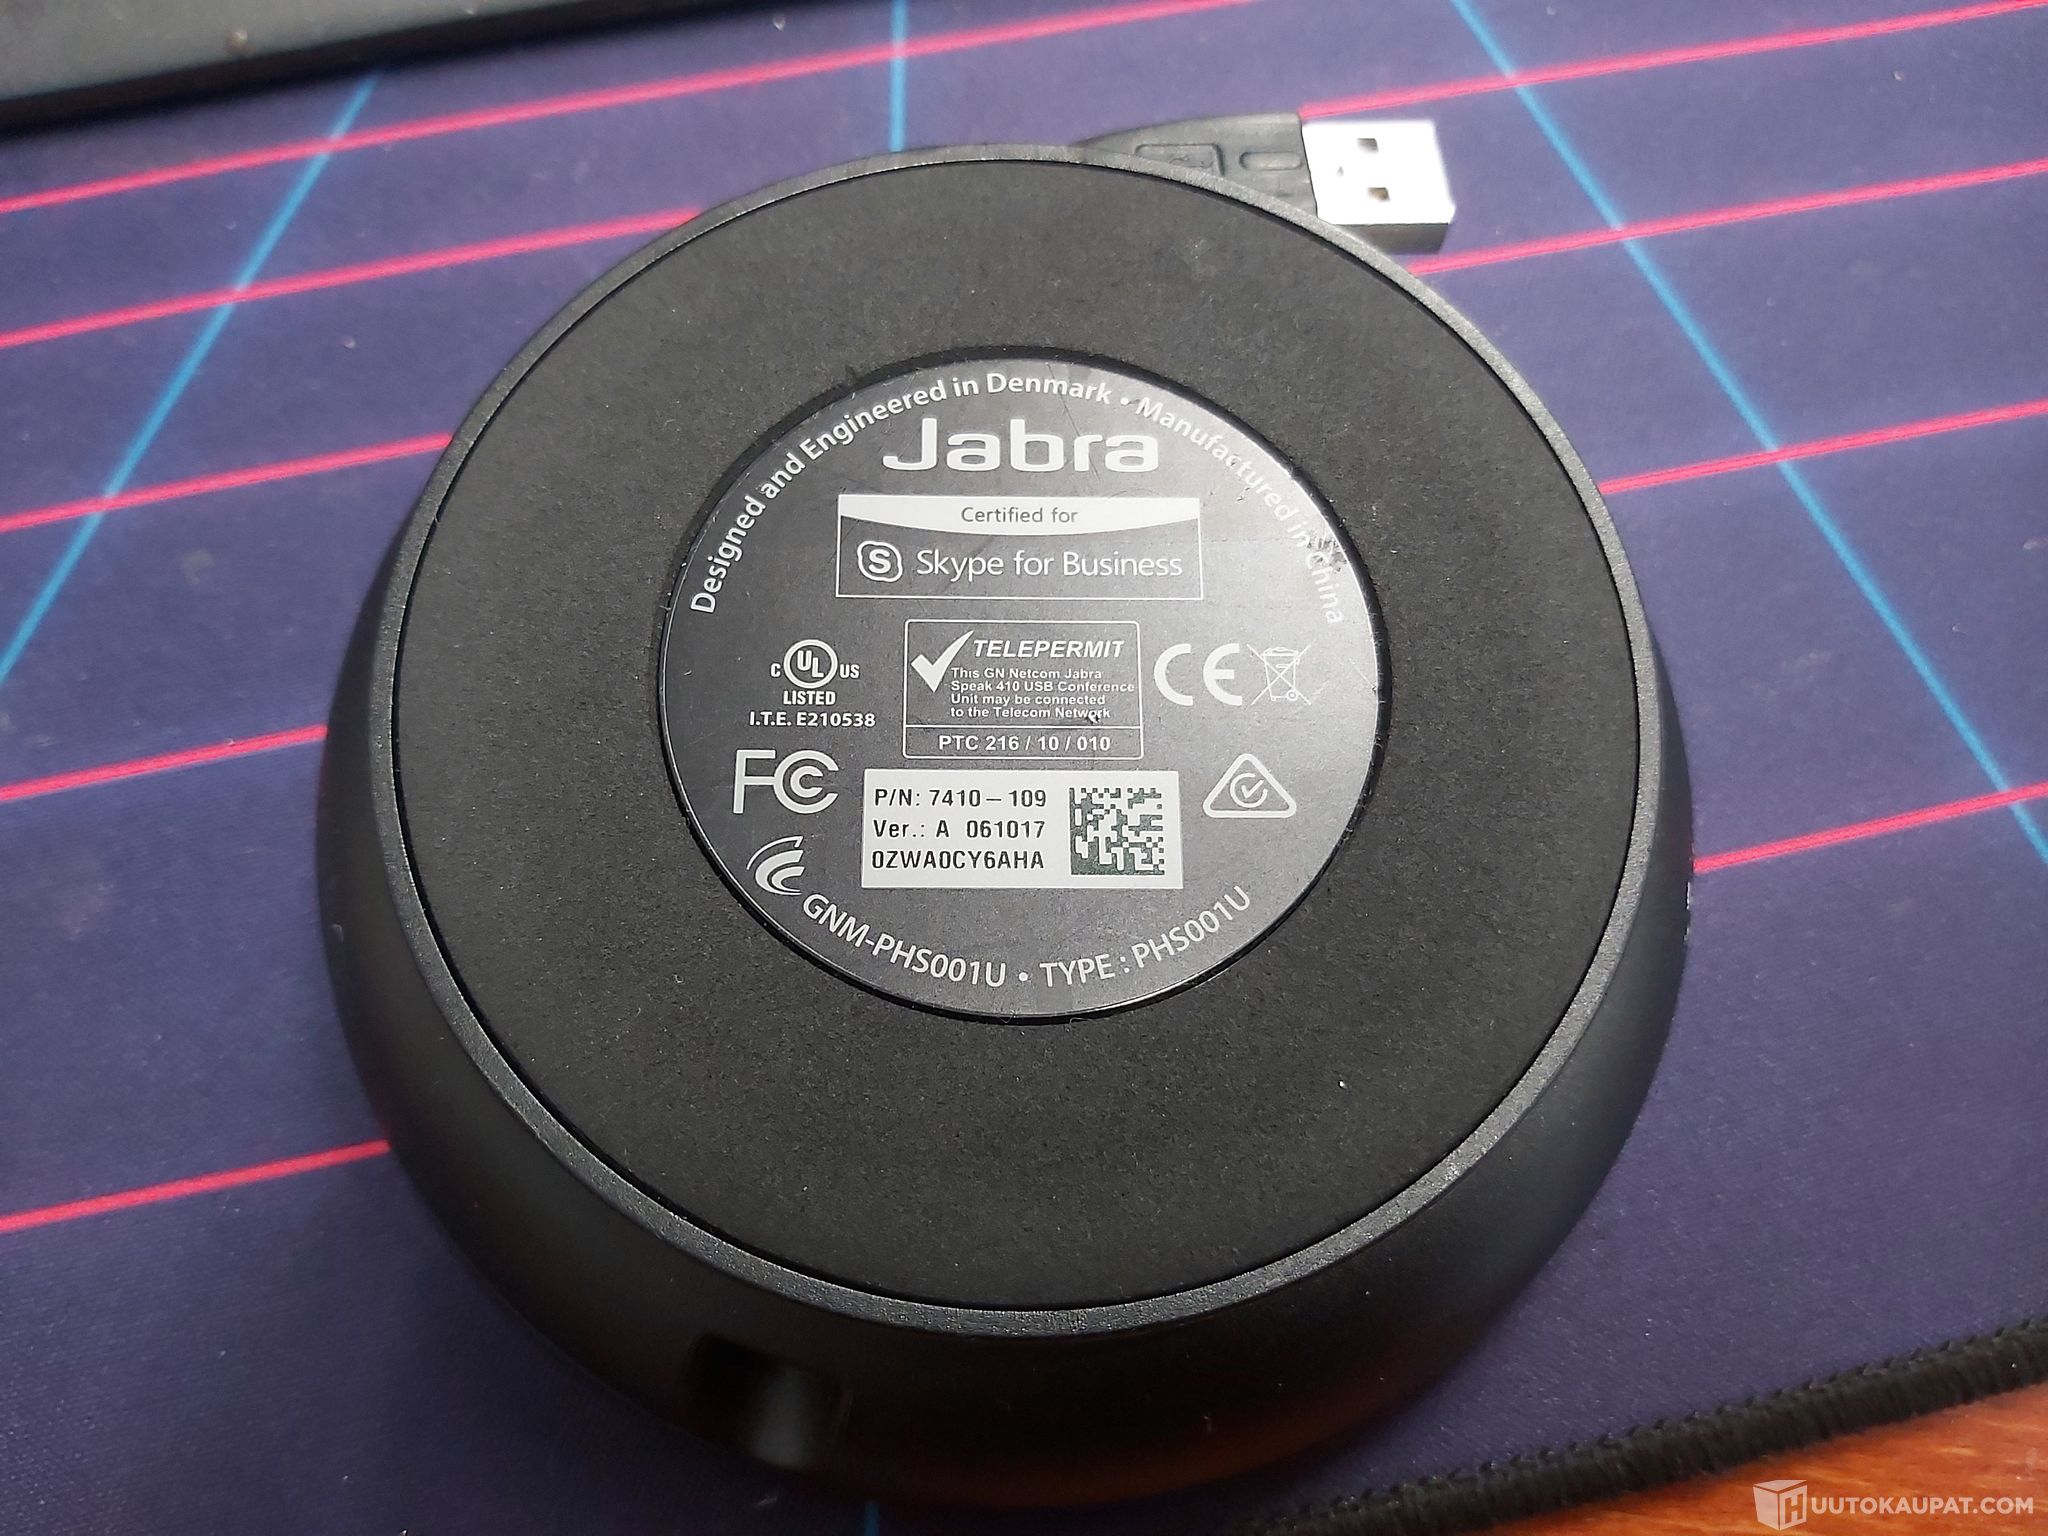 Designed and Engineered in Denmark • Manufactured in China
Jabra
Certified for
S Skype for Business
C UL US
LISTED
I.T.E. E210538
TELEPERMIT
This GN Netcom Jabra
Speak 410 USB Conference
Unit may be connected
to the Telecom Network
PTC 216 / 10 / 010
CE
FC
P/N: 7410-109
Ver.: A 061017
0ZWA0CY6AHA
GNM-PHS001U • TYPE : PHS001U
HUUTOKAUPAT.COM